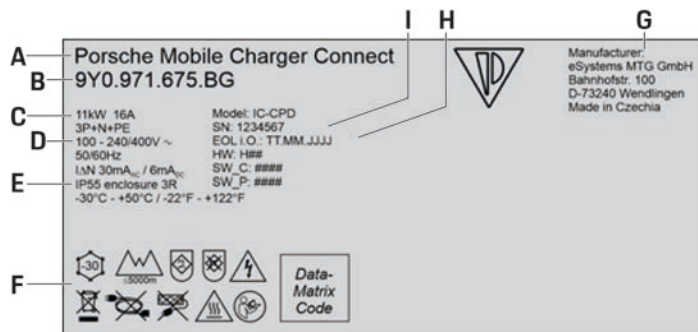 I
H
G
A
Porsche Mobile Charger Connect
B
9Y0.971.675.BG
Manufacturer:
eSystems MTG GmbH
Bahnhofstr. 100
D-73240 Wendlingen
Made in Czechia
C
11kW 16A
3P+N+PE
D
100 - 240/400V ~
50/60Hz
I∆N 30mAAC / 6mADC
E
IP55 enclosure 3R
-30°C - +50°C / -22°F - +122°F
Model: IC-CPD
SN: 1234567
EOL i.O.: TT.MM.JJJJ
HW: H##
SW_C: ####
SW_P: ####
F
-30
≤5000m
2
Data-
Matrix
Code